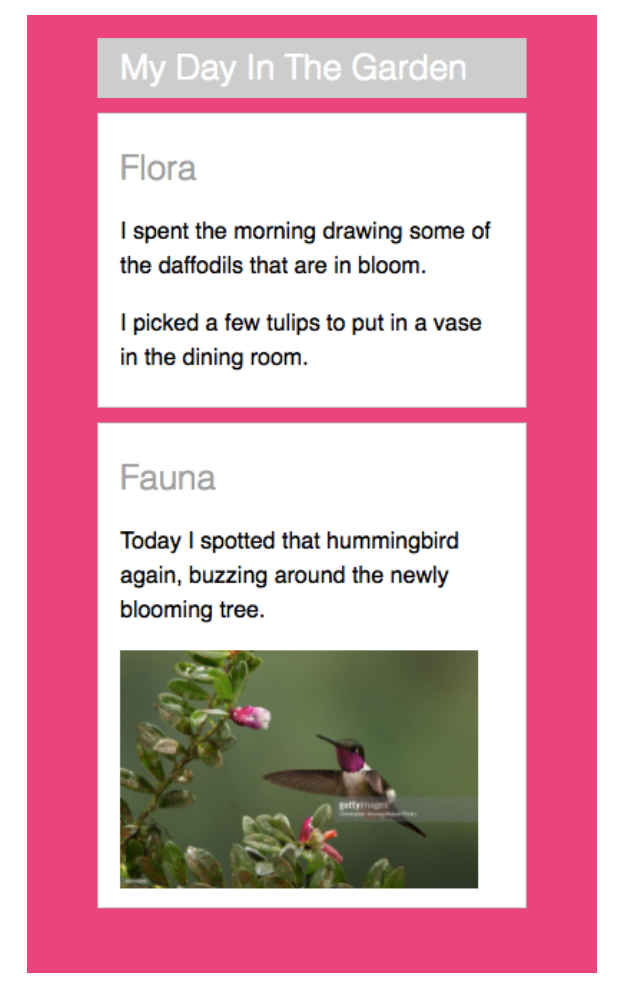 My Day In The Garden
Flora
I spent the morning drawing some of
the daffodils that are in bloom.
I picked a few tulips to put in a vase
in the dining room.
Fauna
Today I spotted that hummingbird
again, buzzing around the newly
blooming tree.
gettyimages